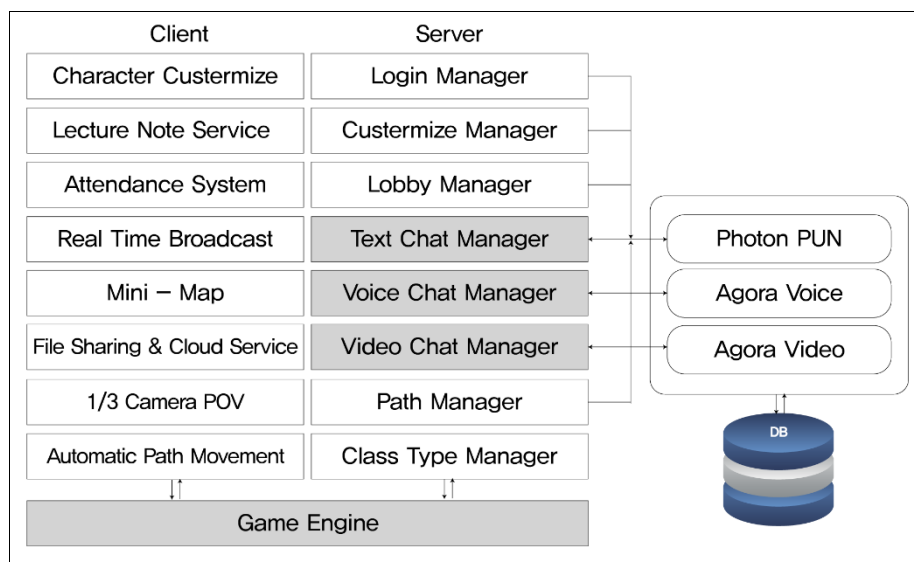 Client Server
Character Custermize Login Manager
Lecture Note Service Custermize Manager
Attendance System Lobby Manager
Real Time Broadcast Text Chat Manager Photon PUN
Mini – Map Voice Chat Manager Agora Voice
File Sharing & Cloud Service Video Chat Manager Agora Video
1/3 Camera POV Path Manager
DB
Automatic Path Movement Class Type Manager
Game Engine